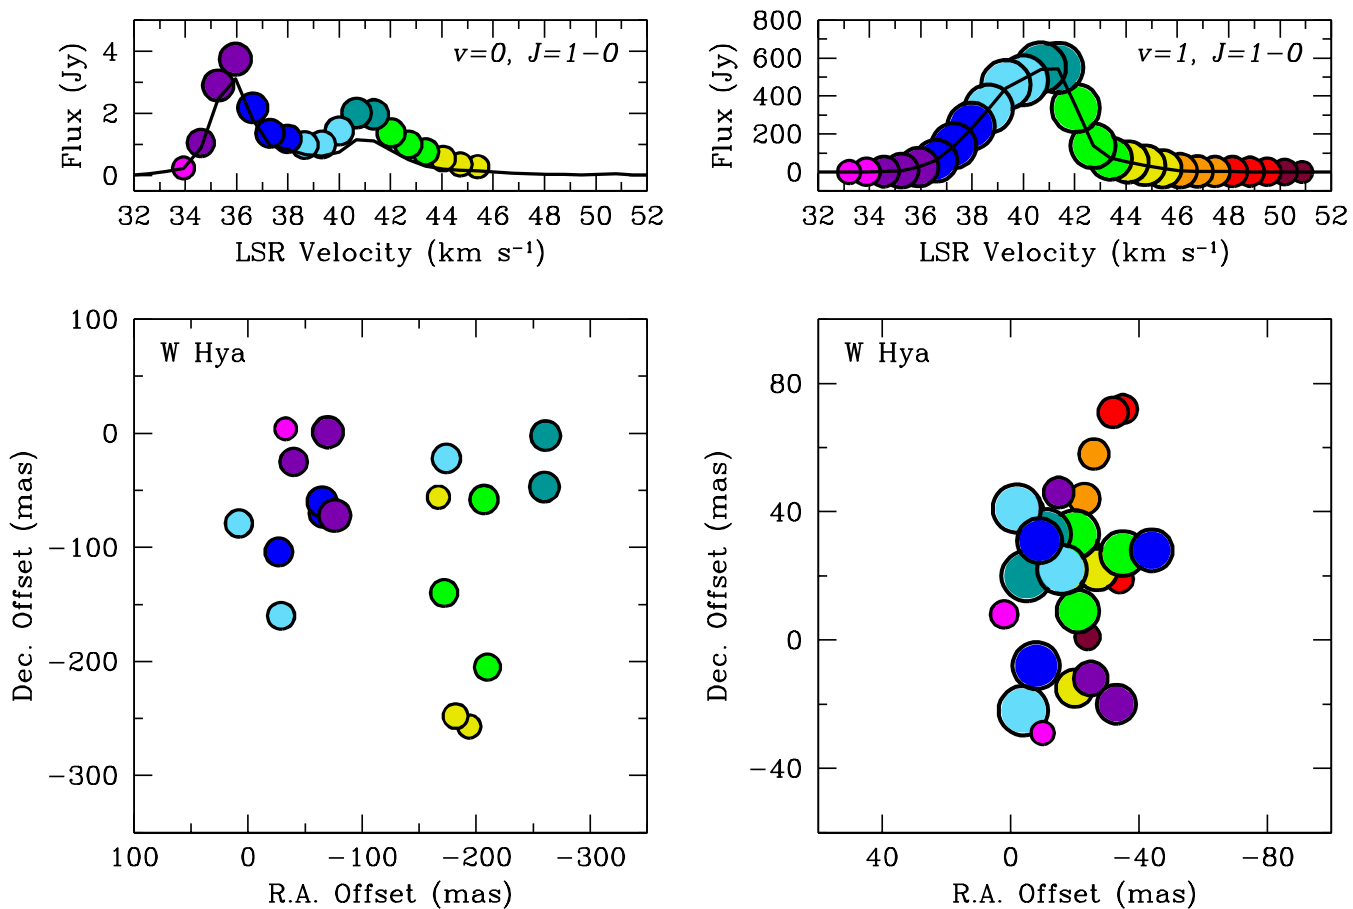 v=0, J=1−0
4
2
0
Flux (Jy)
32 34 36 38 40 42 44 46 48 50 52
LSR Velocity (km s⁻¹)
v=1, J=1−0
800
600
400
200
0
Flux (Jy)
32 34 36 38 40 42 44 46 48 50 52
LSR Velocity (km s⁻¹)
W Hya
100
0
−100
−200
−300
Dec. Offset (mas)
100 0 −100 −200 −300
R.A. Offset (mas)
W Hya
80
40
0
−40
Dec. Offset (mas)
40 0 −40 −80
R.A. Offset (mas)